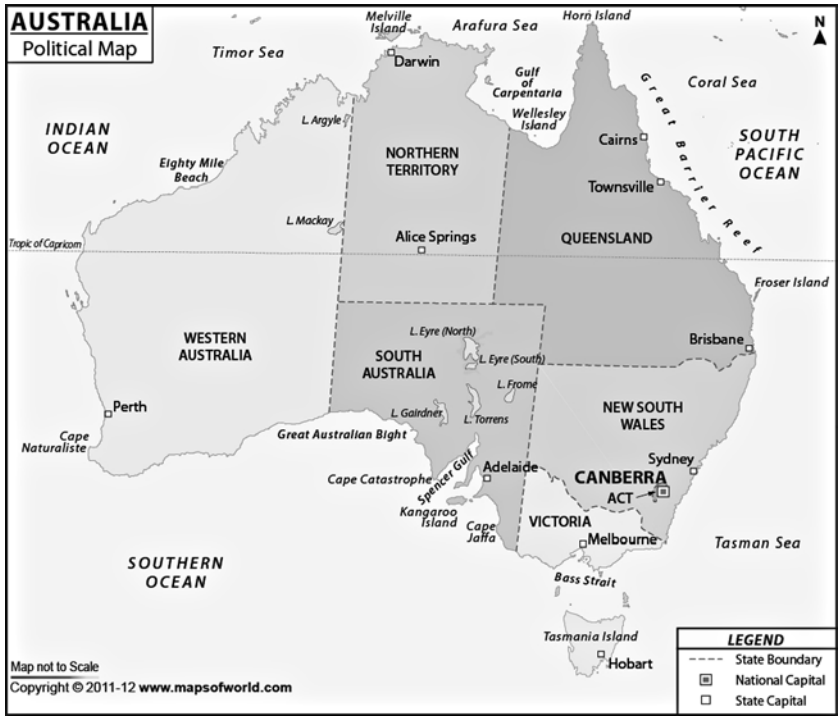 AUSTRALIA
Political Map
Melville
Island
Arafura Sea
Horn Island
N
Timor Sea
Darwin
Gulf
of
Carpentaria
Coral Sea
Wellesley
Island
Great Barrier Reef
INDIAN
OCEAN
L. Argyle
Cairns
SOUTH
PACIFIC
OCEAN
Eighty Mile
Beach
NORTHERN
TERRITORY
Townsville
L. Mackay
Alice Springs
QUEENSLAND
Tropic of Capricorn
Froser Island
WESTERN
AUSTRALIA
L. Eyre (North)
Brisbane
SOUTH
AUSTRALIA
L. Eyre (South)
L. Frome
Perth
L. Gairdner
L. Torrens
NEW SOUTH
WALES
Cape
Naturaliste
Great Australian Bight
Sydney
Cape Catastrophe
Spencer Gulf
Adelaide
CANBERRA
ACT
Kangaroo
Island
Cape
Jaffa
VICTORIA
Melbourne
Tasman Sea
SOUTHERN
OCEAN
Bass Strait
Tasmania Island
Hobart
LEGEND
State Boundary
National Capital
State Capital
Map not to Scale
Copyright © 2011-12 www.mapsofworld.com